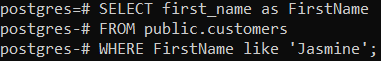 postgres=# SELECT first_name as FirstName
postgres-# FROM public.customers
postgres-# WHERE FirstName like 'Jasmine';